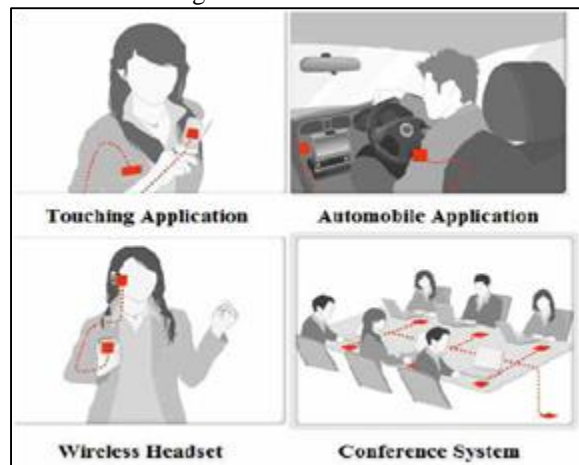 Touching Application
Automobile Application
Wireless Headset
Conference System